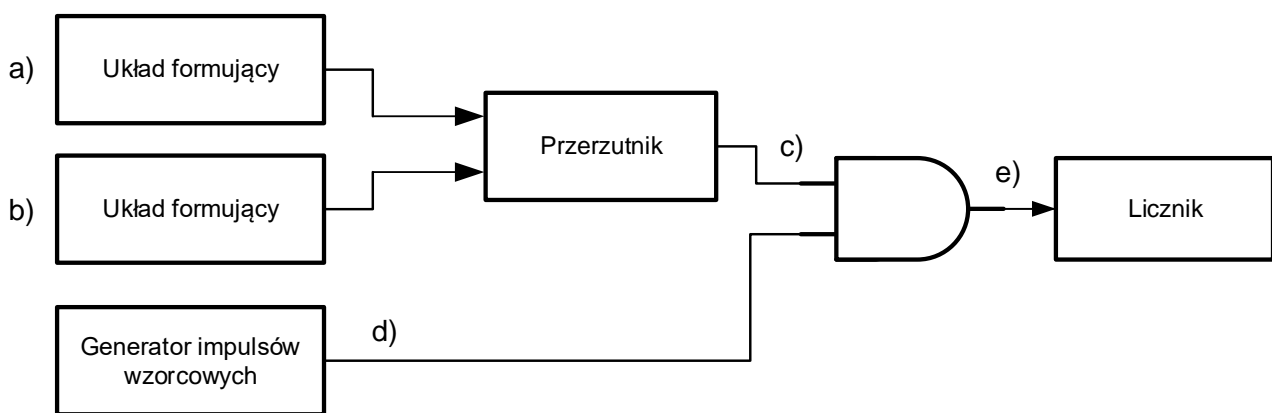 a)
Układ formujący
b)
Układ formujący
Przerzutnik
c)
e)
Licznik
d)
Generator impulsów
wzorcowych